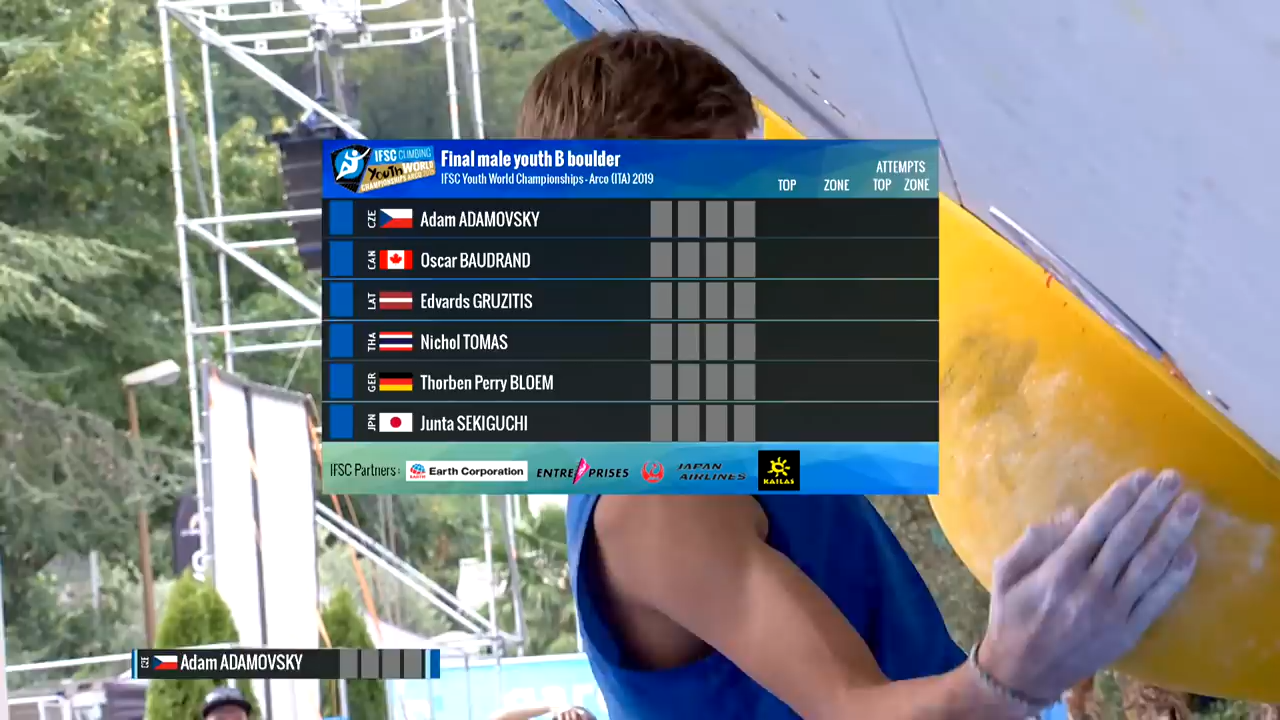 IFSC CLIMBING
YOUTH WORLD
CHAMPIONSHIPS ARCO 2019
Final male youth B boulder
IFSC Youth World Championships - Arco (ITA) 2019
TOP ZONE
ATTEMPTS
TOP ZONE
CZE Adam ADAMOVSKY
CAN Oscar BAUDRAND
LAT Edvards GRUZITIS
THA Nichol TOMAS
GER Thorben Perry BLOEM
JPN Junta SEKIGUCHI
IFSC Partners : EARTH Earth Corporation ENTRE PRISES JAPAN AIRLINES KAILAS
CZE Adam ADAMOVSKY